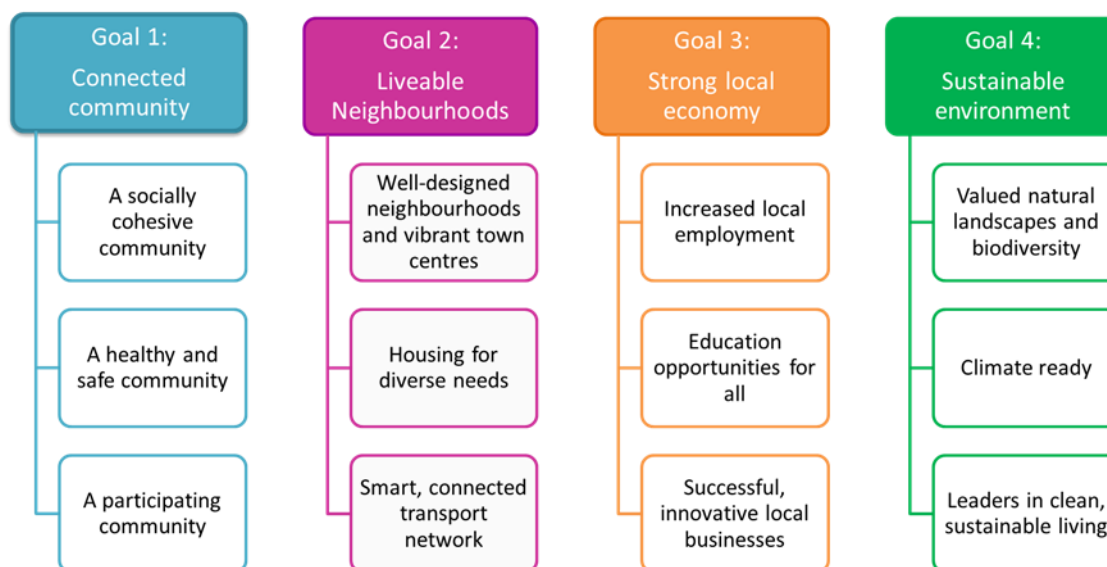 Goal 1:
Connected
community
A socially
cohesive
community
A healthy and
safe community
A participating
community
Goal 2:
Liveable
Neighbourhoods
Well-designed
neighbourhoods
and vibrant town
centres
Housing for
diverse needs
Smart, connected
transport
network
Goal 3:
Strong local
economy
Increased local
employment
Education
opportunities for
all
Successful,
innovative local
businesses
Goal 4:
Sustainable
environment
Valued natural
landscapes and
biodiversity
Climate ready
Leaders in clean,
sustainable living